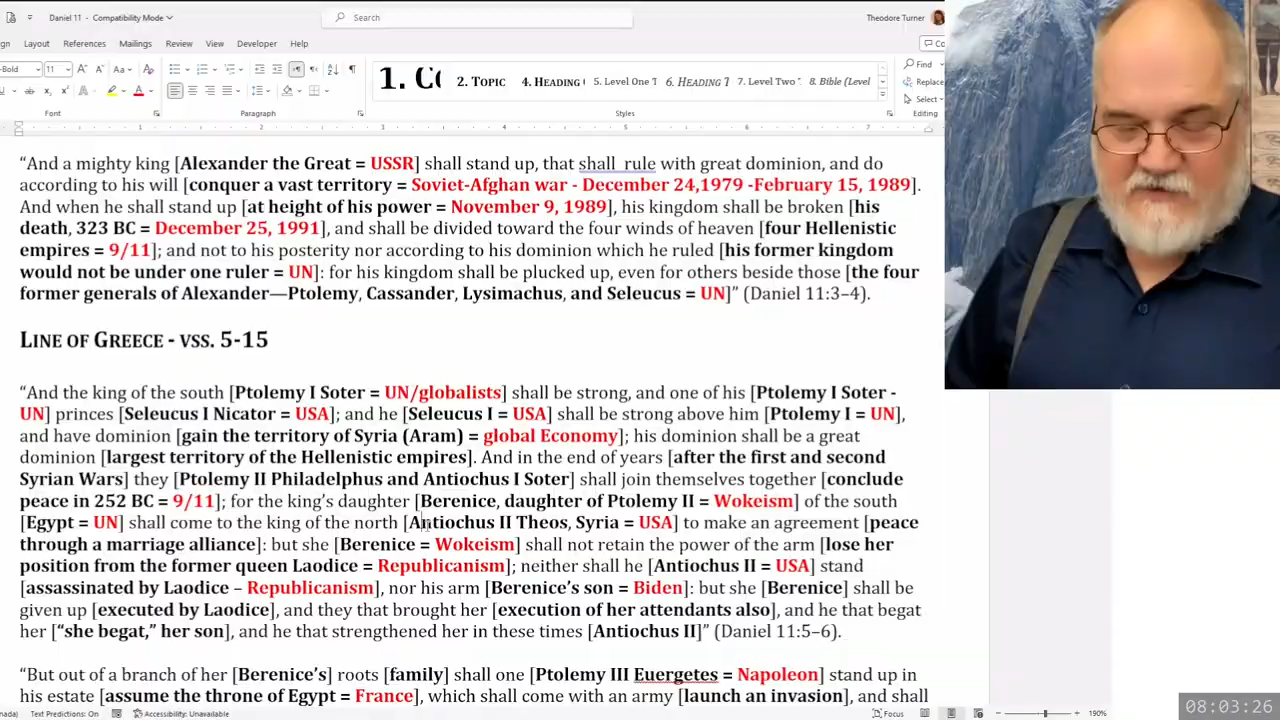 Daniel 11 - Compatibility Mode
Search
Theodore Turner
Layout References Mailings Review View Developer Help
11
Find
Replace
Select
1. Co 2. TOPIC 4. HEADING 5. Level One 6. HEADING 7. Level Two 8. Bible (Level
Font Paragraph Styles
1 1 2 3 4 5 6 7
“And a mighty king [Alexander the Great = USSR] shall stand up, that shall rule with great dominion, and do
according to his will [conquer a vast territory = Soviet-Afghan war - December 24,1979 -February 15, 1989].
And when he shall stand up [at height of his power = November 9, 1989], his kingdom shall be broken [his
death, 323 BC = December 25, 1991], and shall be divided toward the four winds of heaven [four Hellenistic
empires = 9/11]; and not to his posterity nor according to his dominion which he ruled [his former kingdom
would not be under one ruler = UN]: for his kingdom shall be plucked up, even for others beside those [the four
former generals of Alexander—Ptolemy, Cassander, Lysimachus, and Seleucus = UN]” (Daniel 11:3–4).
LINE OF GREECE - VSS. 5-15
“And the king of the south [Ptolemy I Soter = UN/globalists] shall be strong, and one of his [Ptolemy I Soter -
UN] princes [Seleucus I Nicator = USA]; and he [Seleucus I = USA] shall be strong above him [Ptolemy I = UN],
and have dominion [gain the territory of Syria (Aram) = global Economy]; his dominion shall be a great
dominion [largest territory of the Hellenistic empires]. And in the end of years [after the first and second
Syrian Wars] they [Ptolemy II Philadelphus and Antiochus I Soter] shall join themselves together [conclude
peace in 252 BC = 9/11]; for the king’s daughter [Berenice, daughter of Ptolemy II = Wokeism] of the south
[Egypt = UN] shall come to the king of the north [Antiochus II Theos, Syria = USA] to make an agreement [peace
through a marriage alliance]: but she [Berenice = Wokeism] shall not retain the power of the arm [lose her
position from the former queen Laodice = Republicanism]; neither shall he [Antiochus II = USA] stand
[assassinated by Laodice – Republicanism], nor his arm [Berenice’s son = Biden]: but she [Berenice] shall be
given up [executed by Laodice], and they that brought her [execution of her attendants also], and he that begat
her [“she begat,” her son], and he that strengthened her in these times [Antiochus II]” (Daniel 11:5–6).
“But out of a branch of her [Berenice’s] roots [family] shall one [Ptolemy III Euergetes = Napoleon] stand up in
his estate [assume the throne of Egypt = France], which shall come with an army [launch an invasion], and shall
Text Predictions: On Accessibility: Unavailable Focus 190%
08:03:26